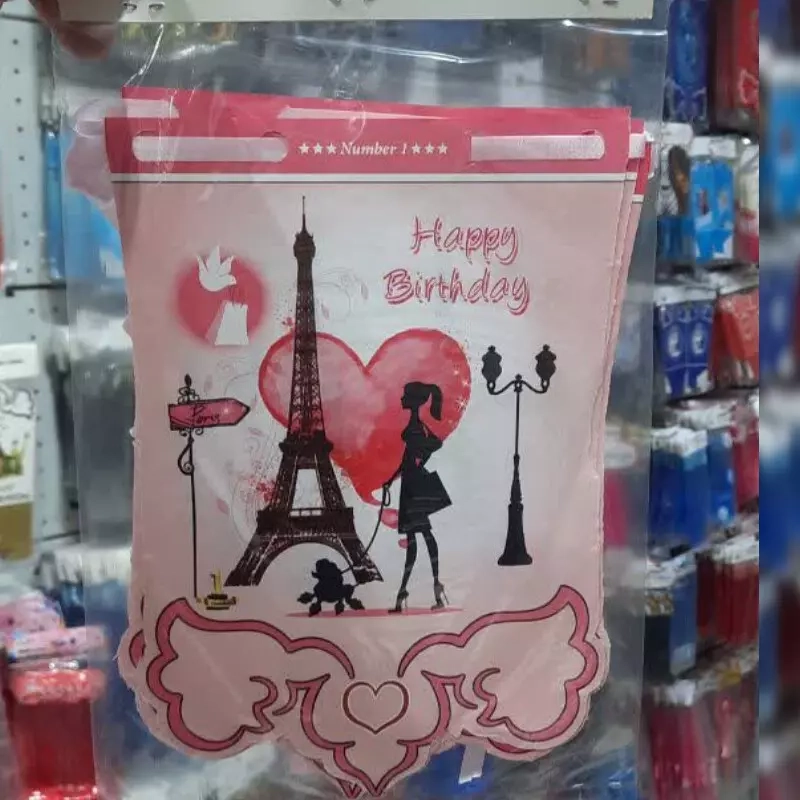 ★★★Number 1★★★
Happy
Birthday
Paris